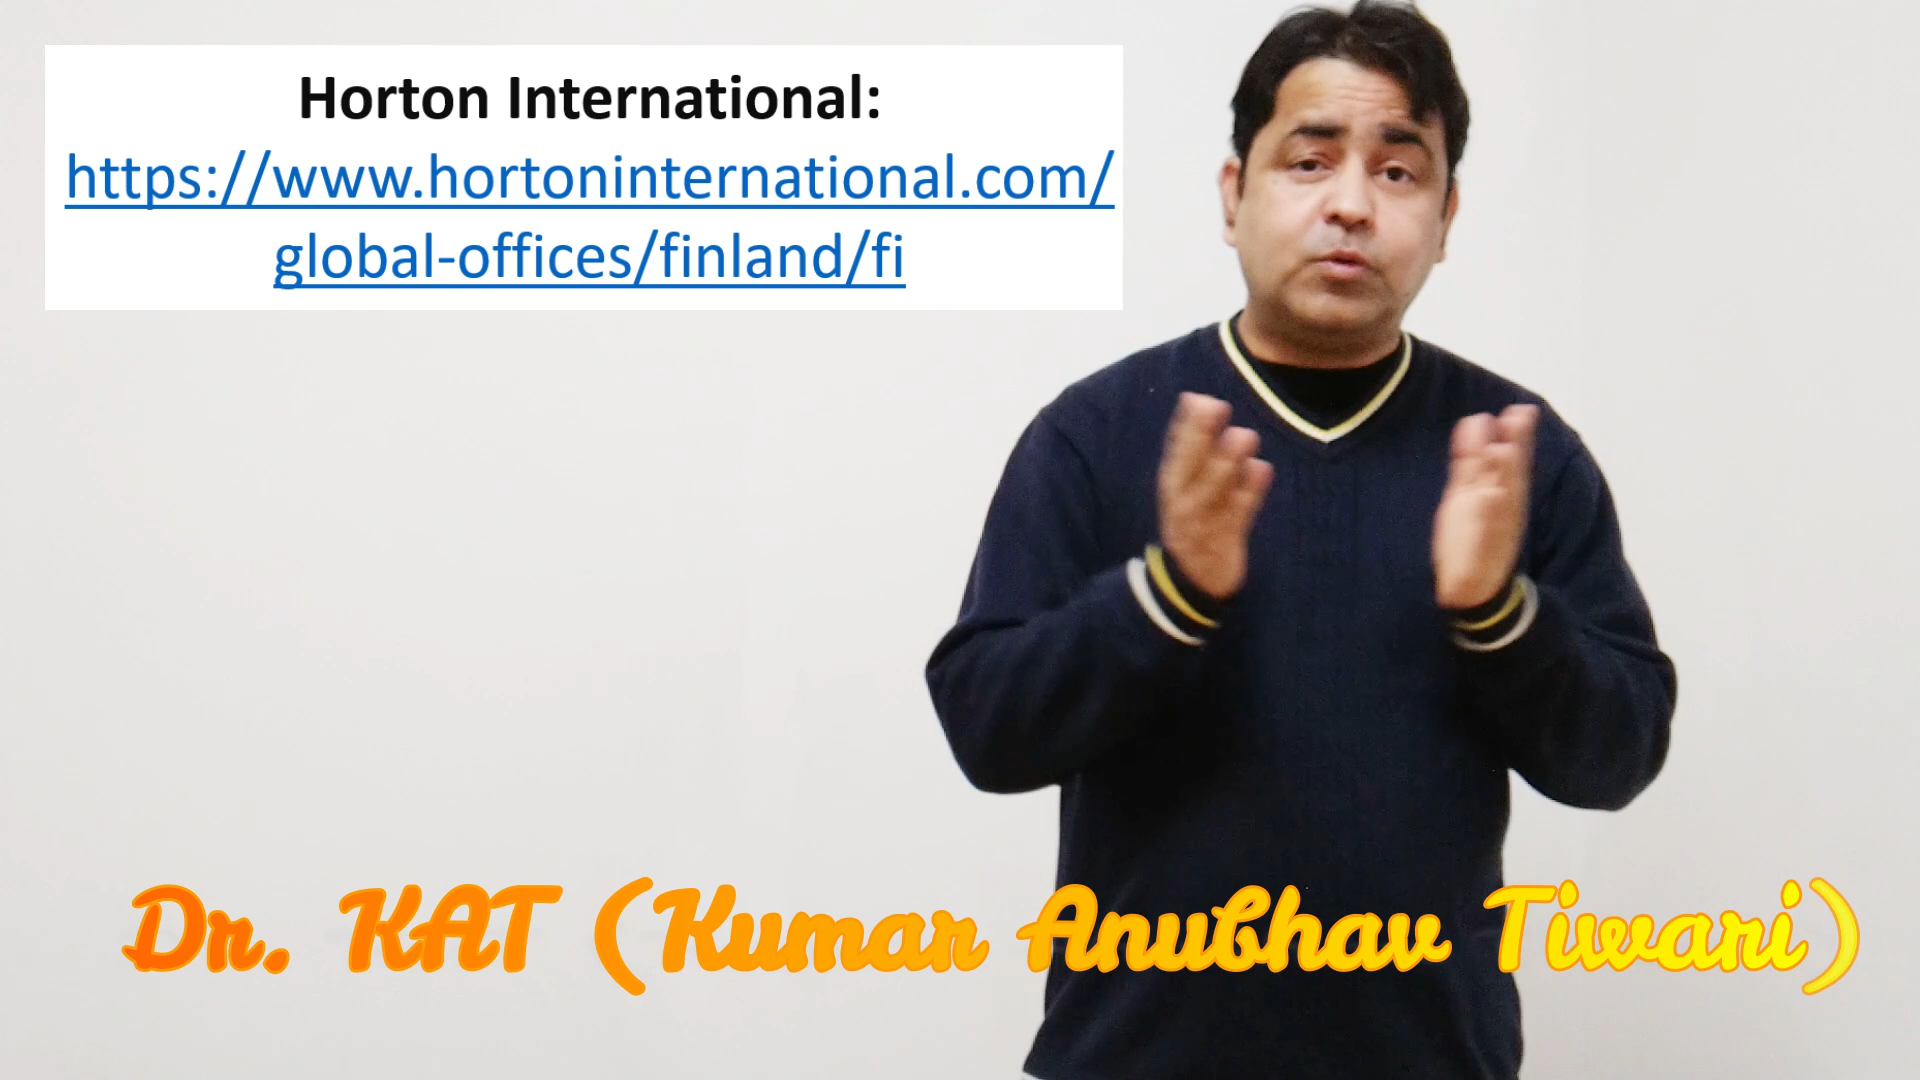 Horton International:
https://www.hortoninternational.com/
global-offices/finland/fi
Dr. KAT (Kumar Anubhav Tiwari)